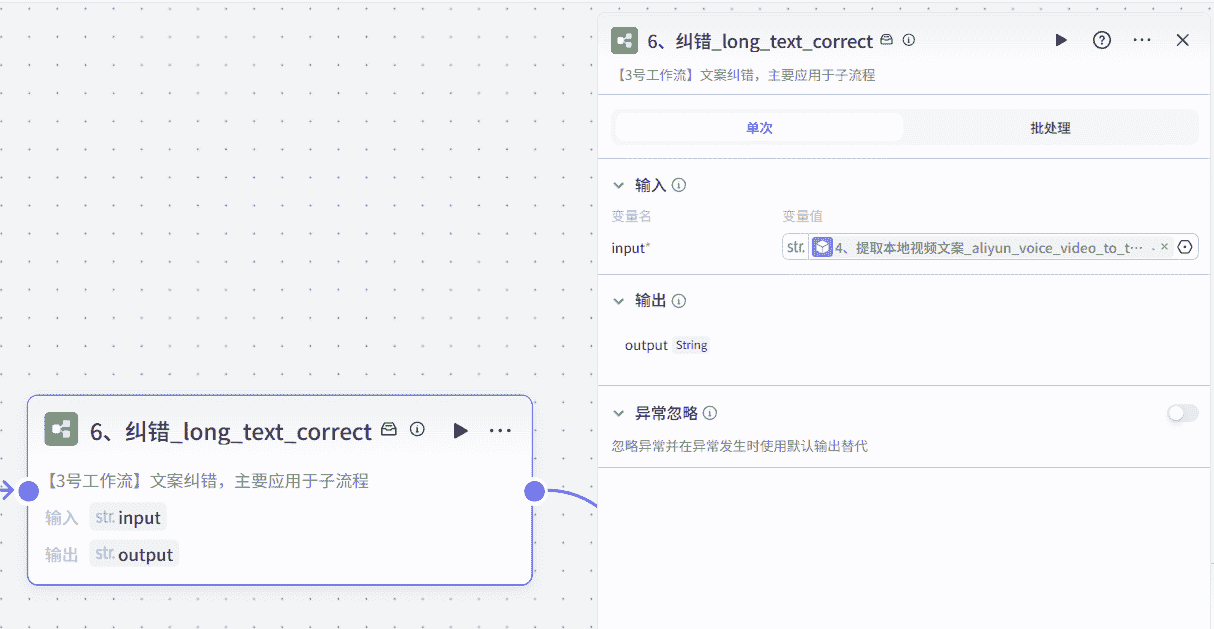 6、纠错_long_text_correct
【3号工作流】文案纠错，主要应用于子流程
输入 str. input
输出 str. output
6、纠错_long_text_correct
【3号工作流】文案纠错，主要应用于子流程
单次 批处理
输入
变量名 变量值
input* str. 4、提取本地视频文案_aliyun_voice_video_to_t···
输出
output String
异常忽略
忽略异常并在异常发生时使用默认输出替代